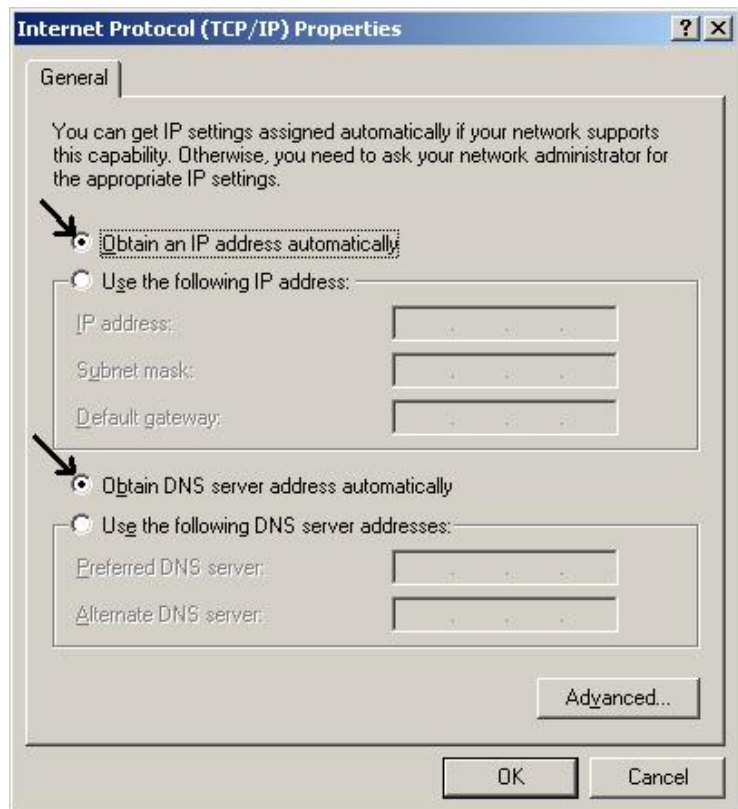 Internet Protocol (TCP/IP) Properties
General
You can get IP settings assigned automatically if your network supports
this capability. Otherwise, you need to ask your network administrator for
the appropriate IP settings.
Obtain an IP address automatically
Use the following IP address:
IP address:
Subnet mask:
Default gateway:
Obtain DNS server address automatically
Use the following DNS server addresses:
Preferred DNS server:
Alternate DNS server:
Advanced...
OK Cancel